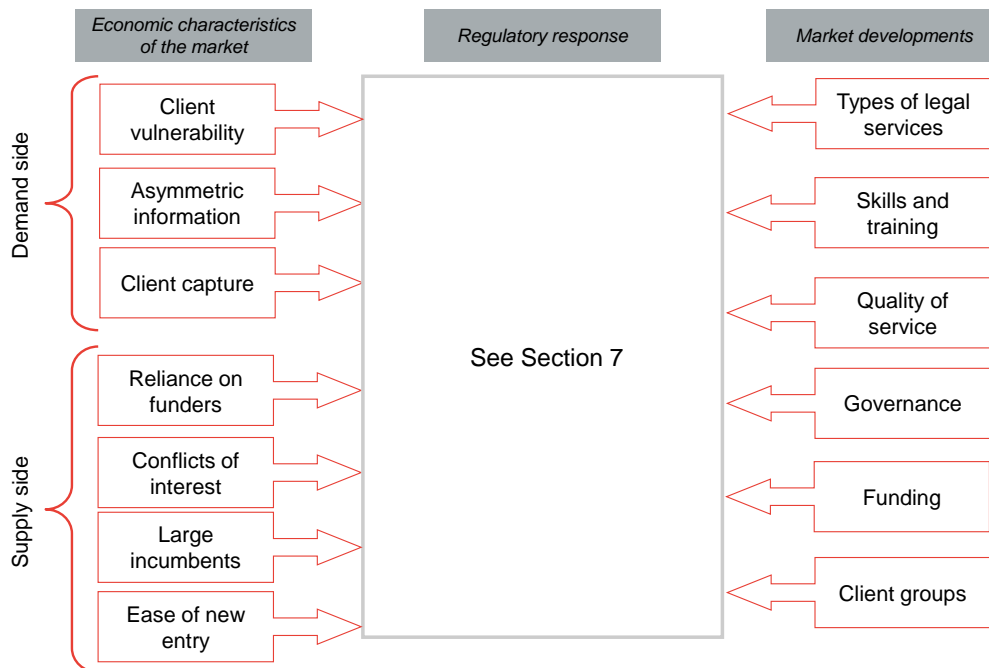 Economic characteristics
of the market
Regulatory response
Market developments
Demand side
Client
vulnerability
Asymmetric
information
Client capture
Supply side
Reliance on
funders
Conflicts of
interest
Large
incumbents
Ease of new
entry
See Section 7
Types of legal
services
Skills and
training
Quality of
service
Governance
Funding
Client groups